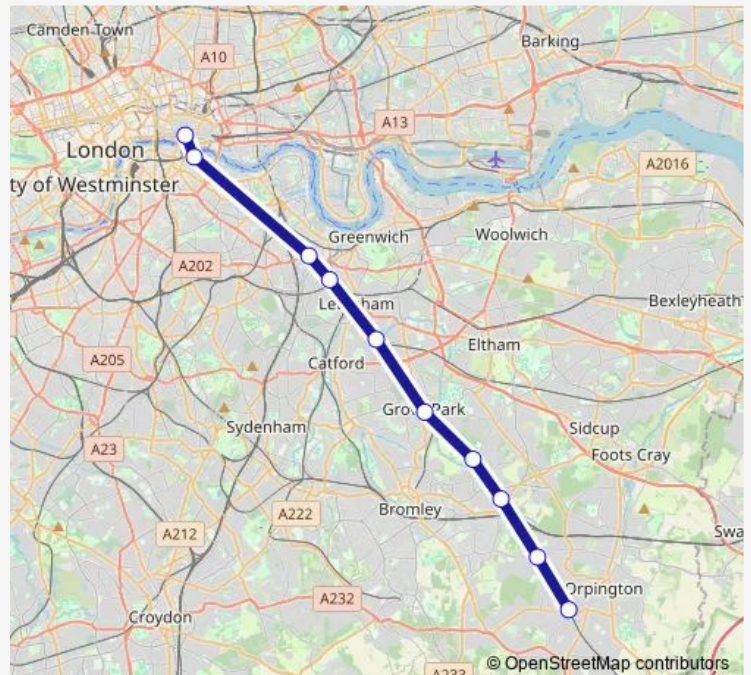 Camden Town
A10
Barking
A13
London
A2016
ty of Westminster
Greenwich
Woolwich
A202
Bexleyheath
A205
Catford
Eltham
Sydenham
Sidcup
A23
Foots Cray
A222
Bromley
A212
Swa
Orpington
A232
Croydon
A233
© OpenStreetMap contributors